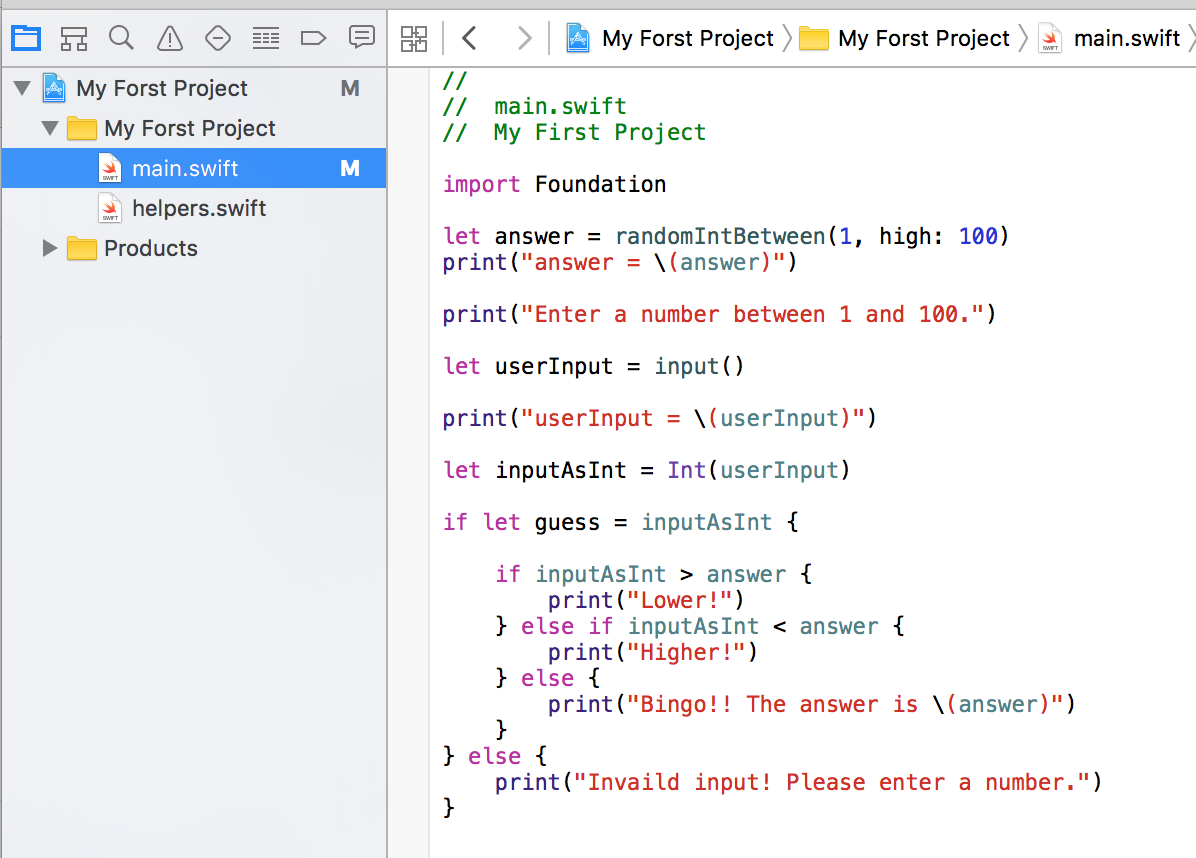 My Forst Project
My Forst Project
main.swift
My Forst Project M
My Forst Project
main.swift M
helpers.swift
Products
//
//  main.swift
//  My First Project
import Foundation
let answer = randomIntBetween(1, high: 100)
print("answer = \(answer)")
print("Enter a number between 1 and 100.")
let userInput = input()
print("userInput = \(userInput)")
let inputAsInt = Int(userInput)
if let guess = inputAsInt {
    if inputAsInt > answer {
        print("Lower!")
    } else if inputAsInt < answer {
        print("Higher!")
    } else {
        print("Bingo!! The answer is \(answer)")
    }
} else {
    print("Invaild input! Please enter a number.")
}